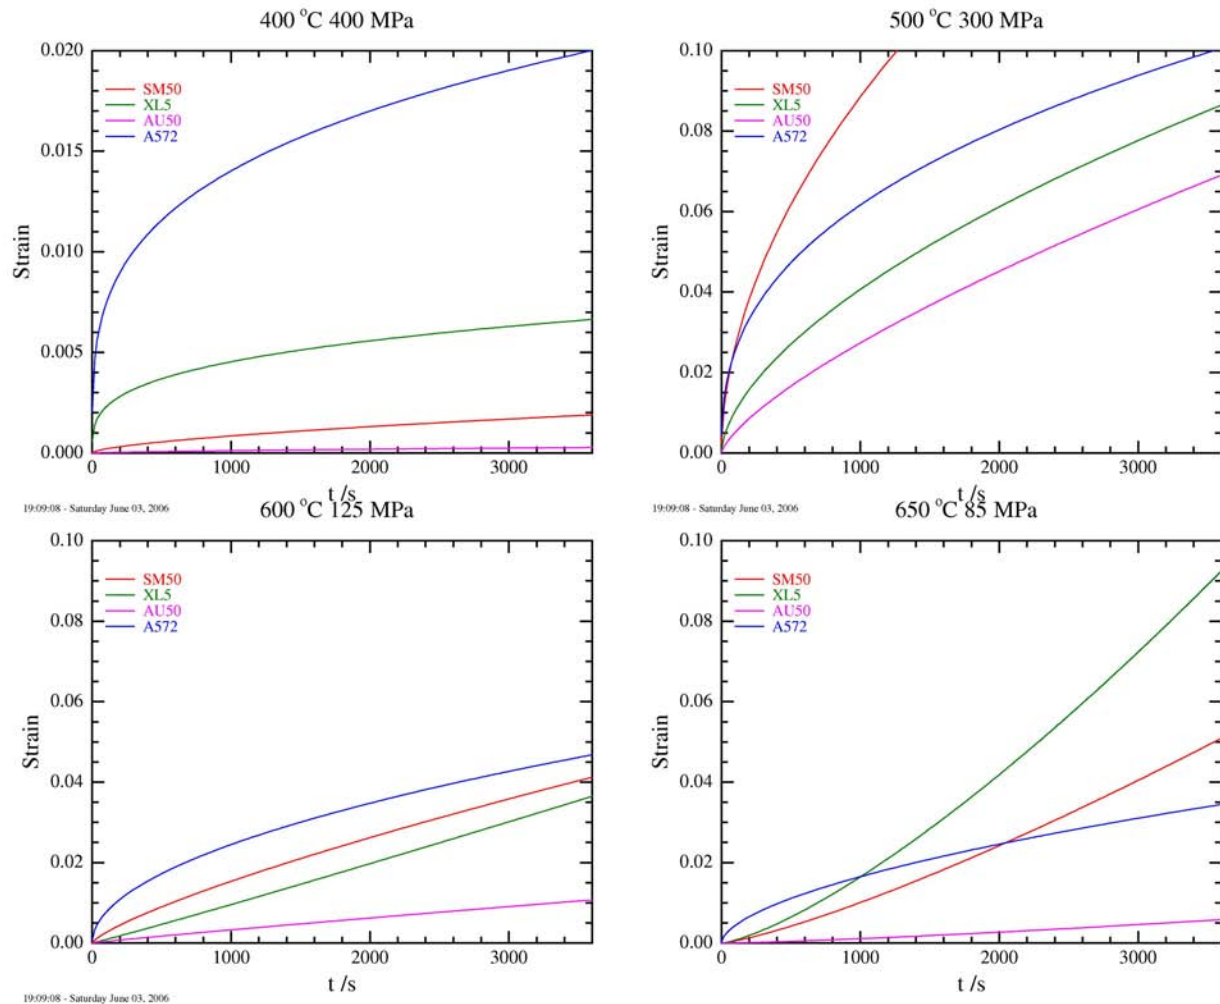 400 °C 400 MPa
0.020
0.015
0.010
0.005
0.000
Strain
SM50
XL5
AU50
A572
0 1000 2000 3000
t /s
19:09:08 - Saturday June 03, 2006
500 °C 300 MPa
0.10
0.08
0.06
0.04
0.02
0.00
Strain
SM50
XL5
AU50
A572
0 1000 2000 3000
t /s
19:09:08 - Saturday June 03, 2006
600 °C 125 MPa
0.10
0.08
0.06
0.04
0.02
0.00
Strain
SM50
XL5
AU50
A572
0 1000 2000 3000
t /s
19:09:08 - Saturday June 03, 2006
650 °C 85 MPa
0.10
0.08
0.06
0.04
0.02
0.00
Strain
SM50
XL5
AU50
A572
0 1000 2000 3000
t /s